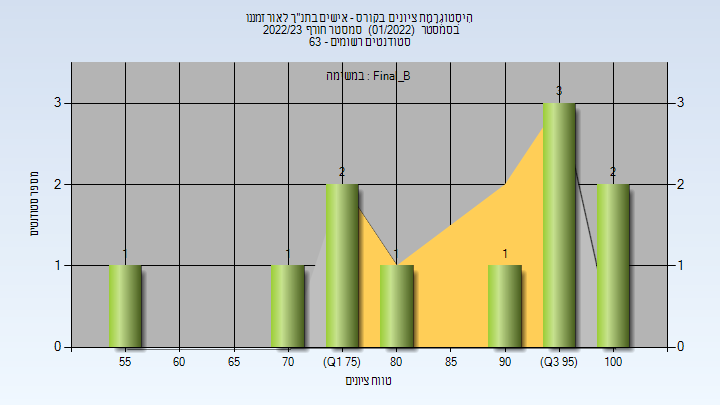 היסטוגרמת ציונים בקורס - אישים בתנ"ך לאור זמננו
בסמסטר (01/2022) סמסטר חורף 2022/23
סטודנטים רשומים - 63
במשימה : Final_B
3
3
3
2
2
2
2
1
1
1
1
1
1
0
0
מספר סטודנטים
55
60
65
70
(Q1 75)
80
85
90
(Q3 95)
100
טווח ציונים